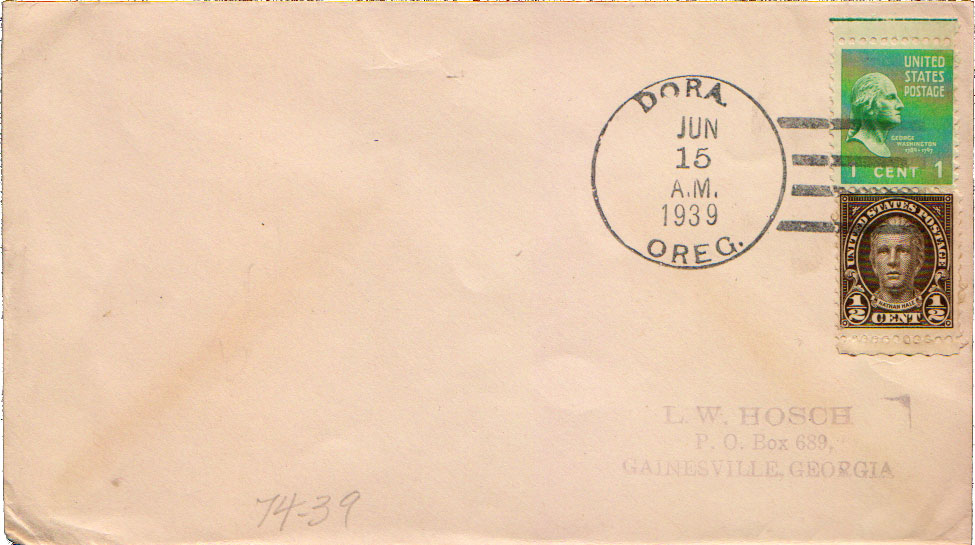 UNITED
STATES
POSTAGE
GEORGE
WASHINGTON
1 CENT 1
DORA.
JUN
15
A.M.
1939
OREG.
UNITED STATES POSTAGE
NATHAN HALE
1/2 CENT 1/2
L. W. HOSCH
P. O. Box 689,
GAINESVILLE, GEORGIA
74-39